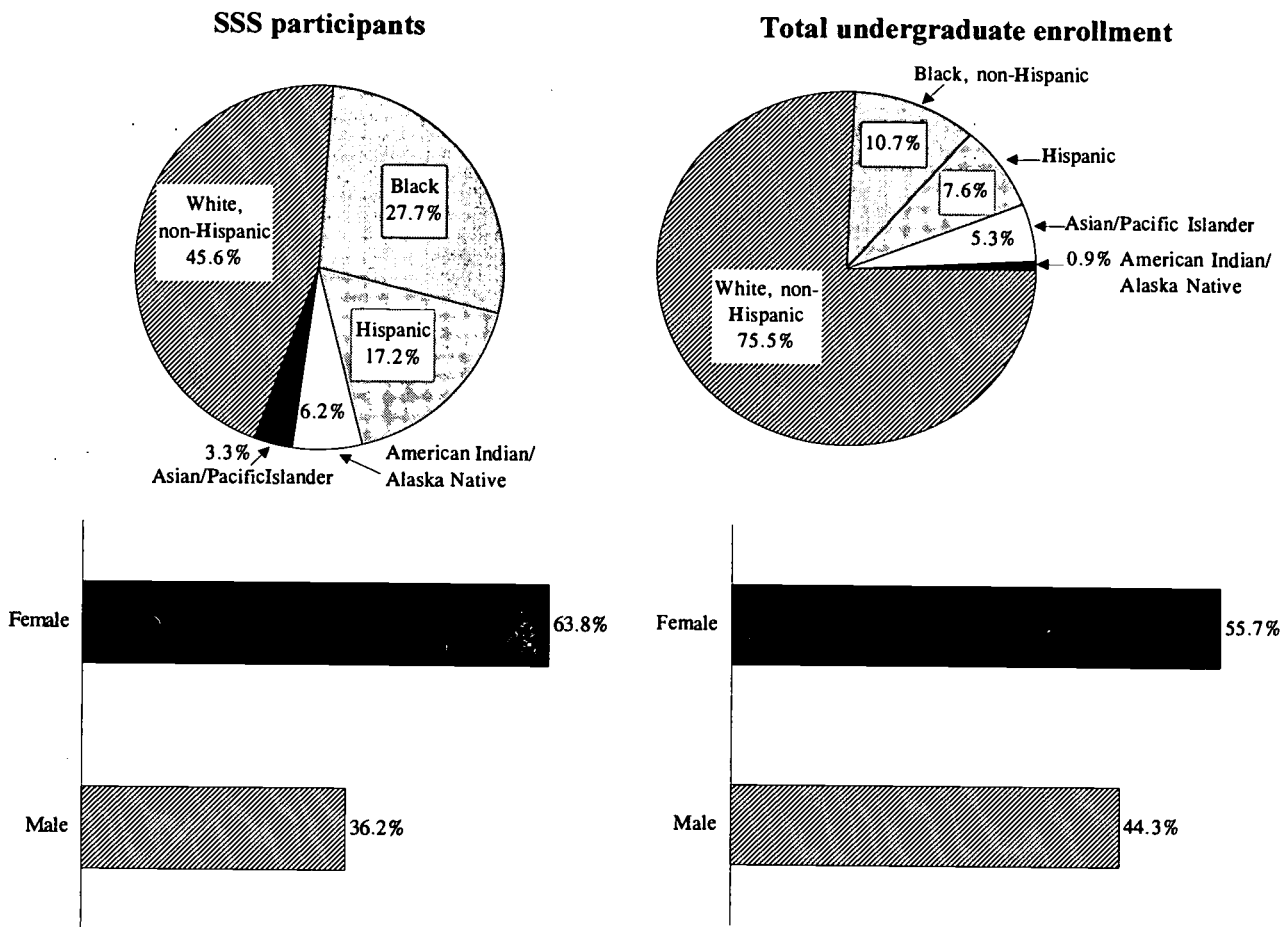 SSS participants
White,
non-Hispanic
45.6%
Black
27.7%
Hispanic
17.2%
6.2%
3.3%
Asian/PacificIslander
American Indian/
Alaska Native
Total undergraduate enrollment
Black, non-Hispanic
10.7%
Hispanic
7.6%
Asian/Pacific Islander
5.3%
0.9% American Indian/
Alaska Native
White, non-
Hispanic
75.5%
Female
63.8%
Male
36.2%
Female
55.7%
Male
44.3%